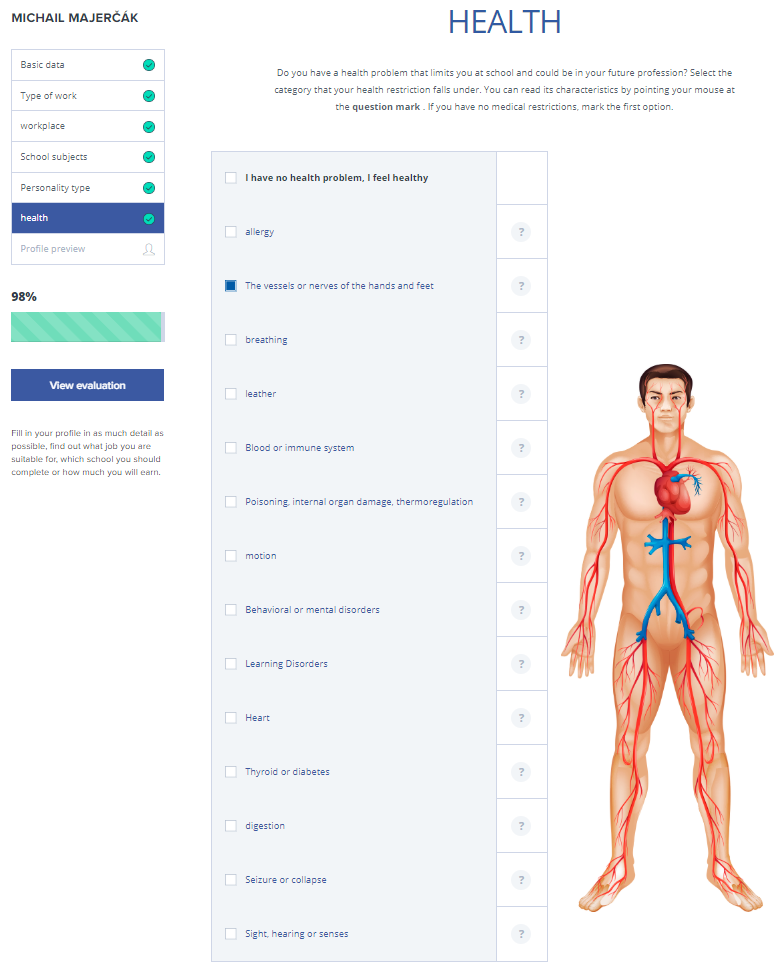 MICHAIL MAJERČÁK
Basic data
Type of work
workplace
School subjects
Personality type
health
Profile preview
98%
View evaluation
Fill in your profile in as much detail as
possible, find out what job you are
suitable for, which school you should
complete or how much you will earn.
HEALTH
Do you have a health problem that limits you at school and could be in your future profession? Select the
category that your health restriction falls under. You can read its characteristics by pointing your mouse at
the question mark . If you have no medical restrictions, mark the first option.
I have no health problem, I feel healthy
allergy ?
The vessels or nerves of the hands and feet ?
breathing ?
leather ?
Blood or immune system ?
Poisoning, internal organ damage, thermoregulation ?
motion ?
Behavioral or mental disorders ?
Learning Disorders ?
Heart ?
Thyroid or diabetes ?
digestion ?
Seizure or collapse ?
Sight, hearing or senses ?